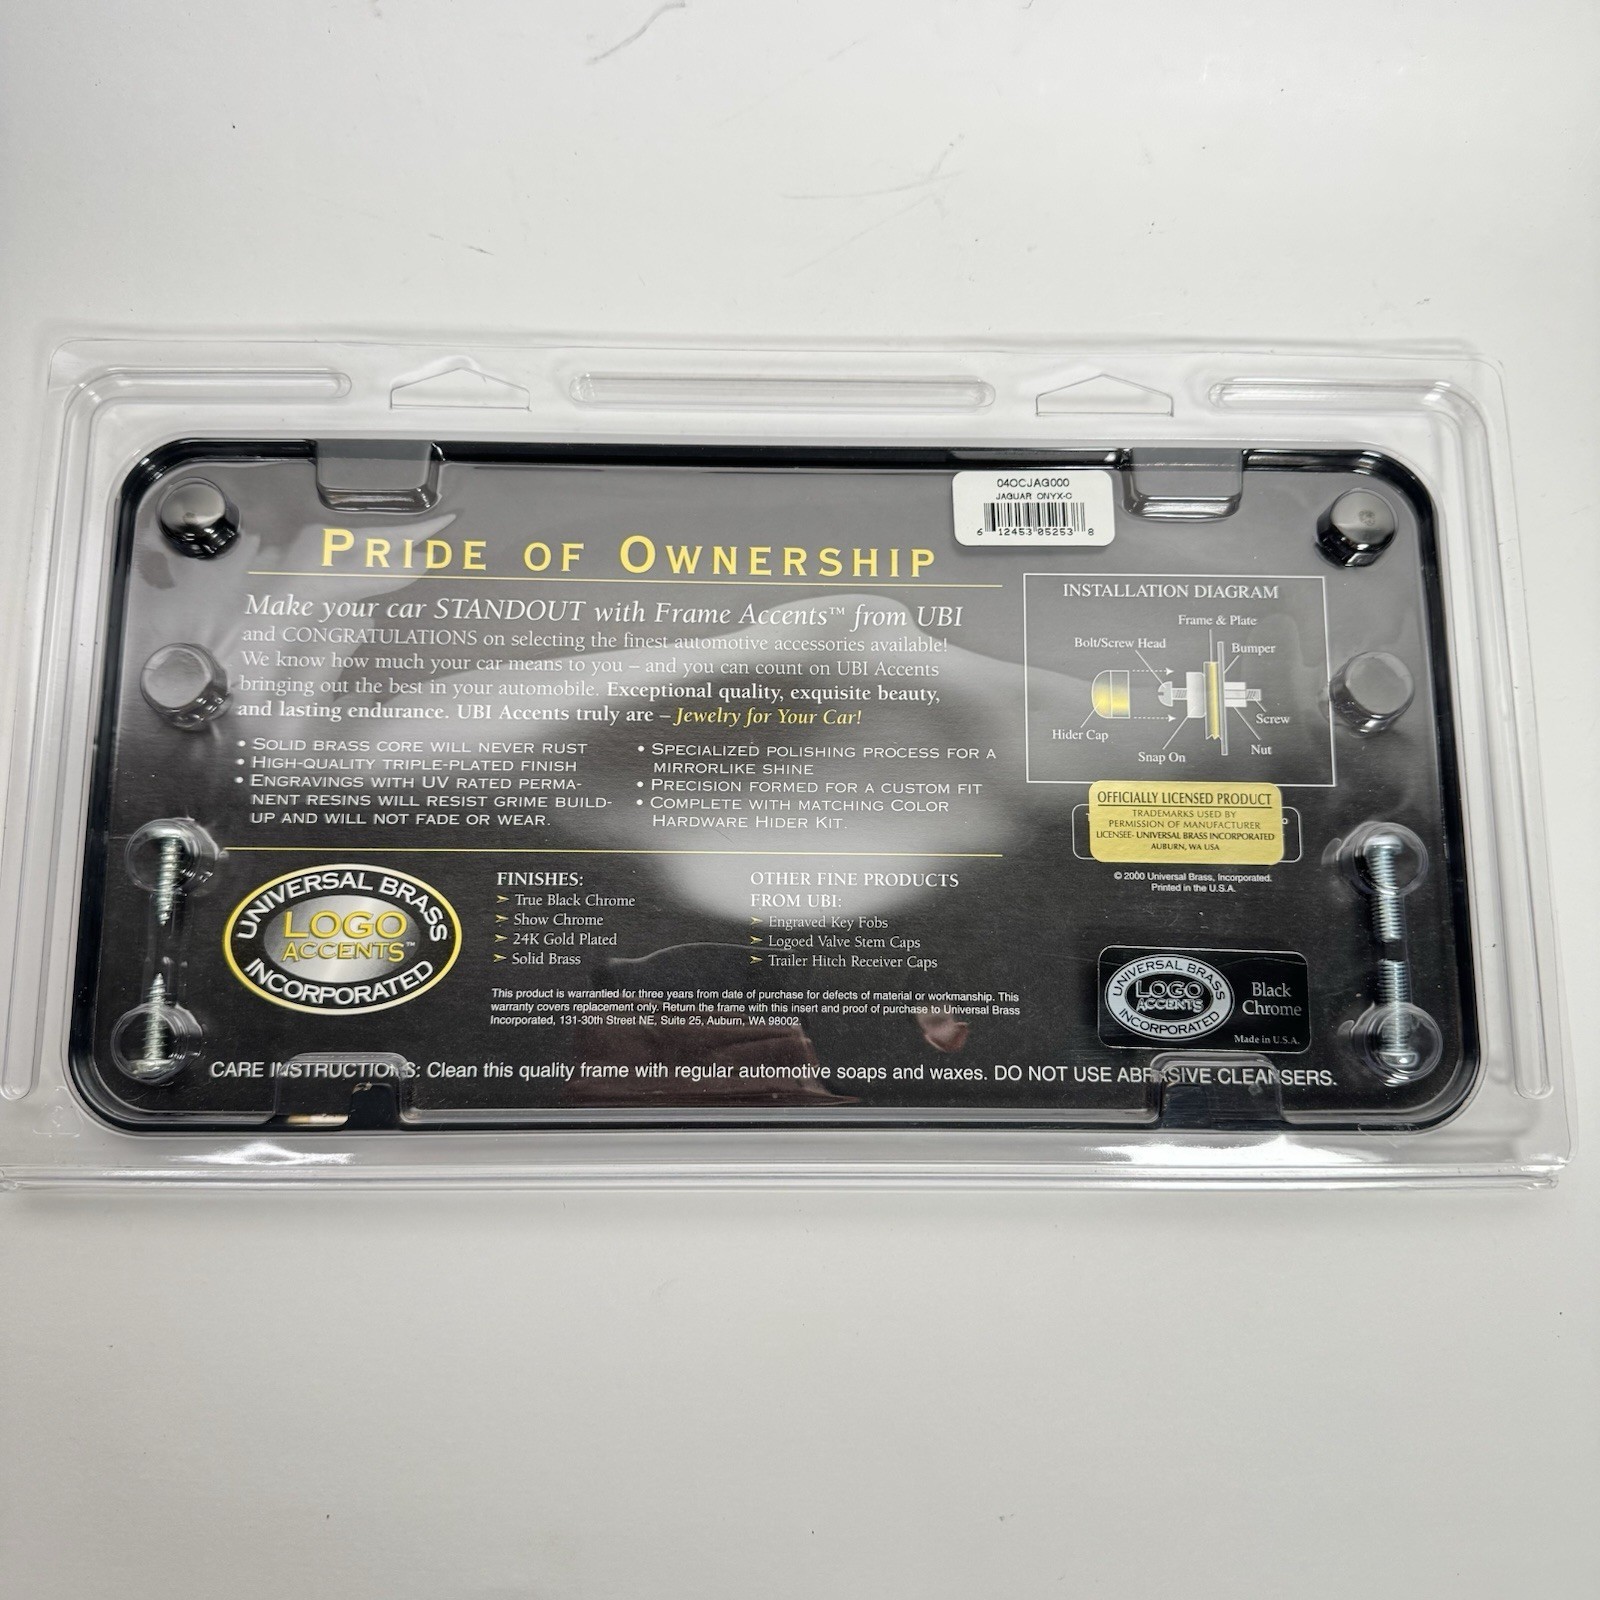 04OCJAG000
JAGUAR ONYX-C
6 12453 05253 8
PRIDE OF OWNERSHIP
Make your car STANDOUT with Frame Accents™ from UBI
and CONGRATULATIONS on selecting the finest automotive accessories available!
We know how much your car means to you – and you can count on UBI Accents
bringing out the best in your automobile. Exceptional quality, exquisite beauty,
and lasting endurance. UBI Accents truly are – Jewelry for Your Car!
• SOLID BRASS CORE WILL NEVER RUST
• HIGH-QUALITY TRIPLE-PLATED FINISH
• ENGRAVINGS WITH UV RATED PERMA-
NENT RESINS WILL RESIST GRIME BUILD-
UP AND WILL NOT FADE OR WEAR.
• SPECIALIZED POLISHING PROCESS FOR A
MIRRORLIKE SHINE
• PRECISION FORMED FOR A CUSTOM FIT
• COMPLETE WITH MATCHING COLOR
HARDWARE HIDER KIT.
INSTALLATION DIAGRAM
Frame & Plate
Bolt/Screw Head
Bumper
Hider Cap
Screw
Snap On
Nut
OFFICIALLY LICENSED PRODUCT
TRADEMARKS USED BY
PERMISSION OF MANUFACTURER
LICENSEE- UNIVERSAL BRASS INCORPORATED
AUBURN, WA USA
© 2000 Universal Brass, Incorporated.
Printed in the U.S.A.
UNIVERSAL BRASS
LOGO
ACCENTS™
INCORPORATED
FINISHES:
➤ True Black Chrome
➤ Show Chrome
➤ 24K Gold Plated
➤ Solid Brass
OTHER FINE PRODUCTS
FROM UBI:
➤ Engraved Key Fobs
➤ Logoed Valve Stem Caps
➤ Trailer Hitch Receiver Caps
This product is warrantied for three years from date of purchase for defects of material or workmanship. This
warranty covers replacement only. Return the frame with this insert and proof of purchase to Universal Brass
Incorporated, 131-30th Street NE, Suite 25, Auburn, WA 98002.
UNIVERSAL BRASS
LOGO
ACCENTS
INCORPORATED
Black
Chrome
Made in U.S.A.
CARE INSTRUCTIONS: Clean this quality frame with regular automotive soaps and waxes. DO NOT USE ABRASIVE CLEANSERS.